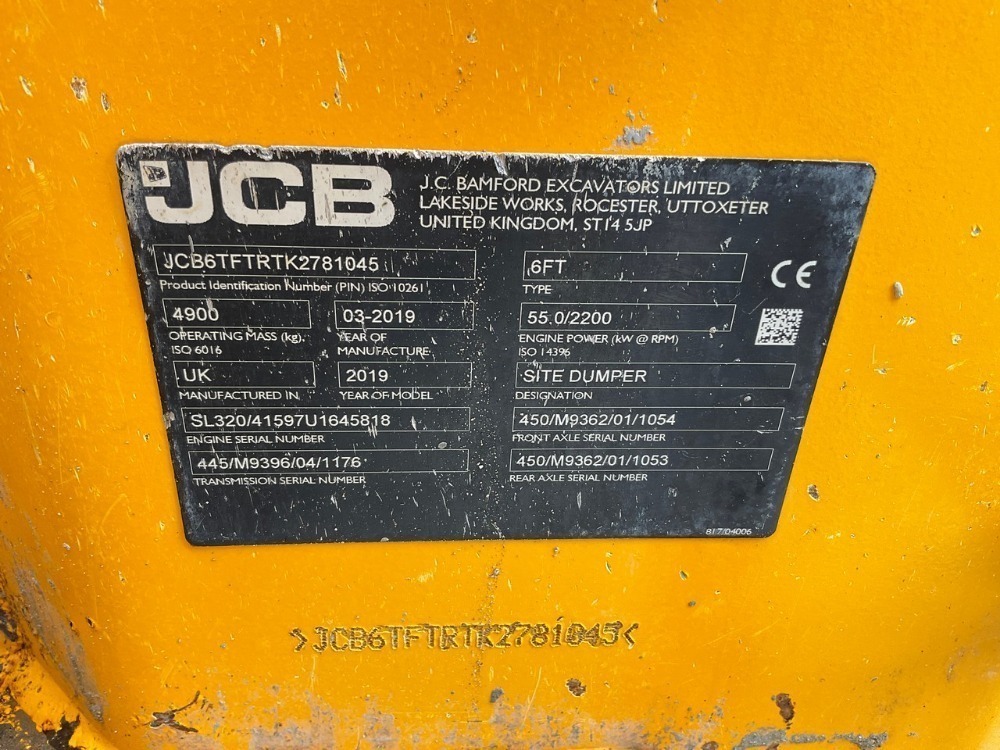 JCB
J.C. BAMFORD EXCAVATORS LIMITED
LAKESIDE WORKS, ROCESTER, UTTOXETER
UNITED KINGDOM, ST14 5JP
JCB6TFTRTK2781045
Product Identification Number (PIN) ISO 10261
6FT
TYPE
CE
4900
OPERATING MASS (kg).
ISO 6016
03-2019
YEAR OF
MANUFACTURE
55.0/2200
ENGINE POWER (kW @ RPM)
ISO 14396
UK
MANUFACTURED IN
2019
YEAR OF MODEL
SITE DUMPER
DESIGNATION
SL320/41597U1645818
ENGINE SERIAL NUMBER
450/M9362/01/1054
FRONT AXLE SERIAL NUMBER
445/M9396/04/1176
TRANSMISSION SERIAL NUMBER
450/M9362/01/1053
REAR AXLE SERIAL NUMBER
817/04006
>JCB6TFTRTK2781045<